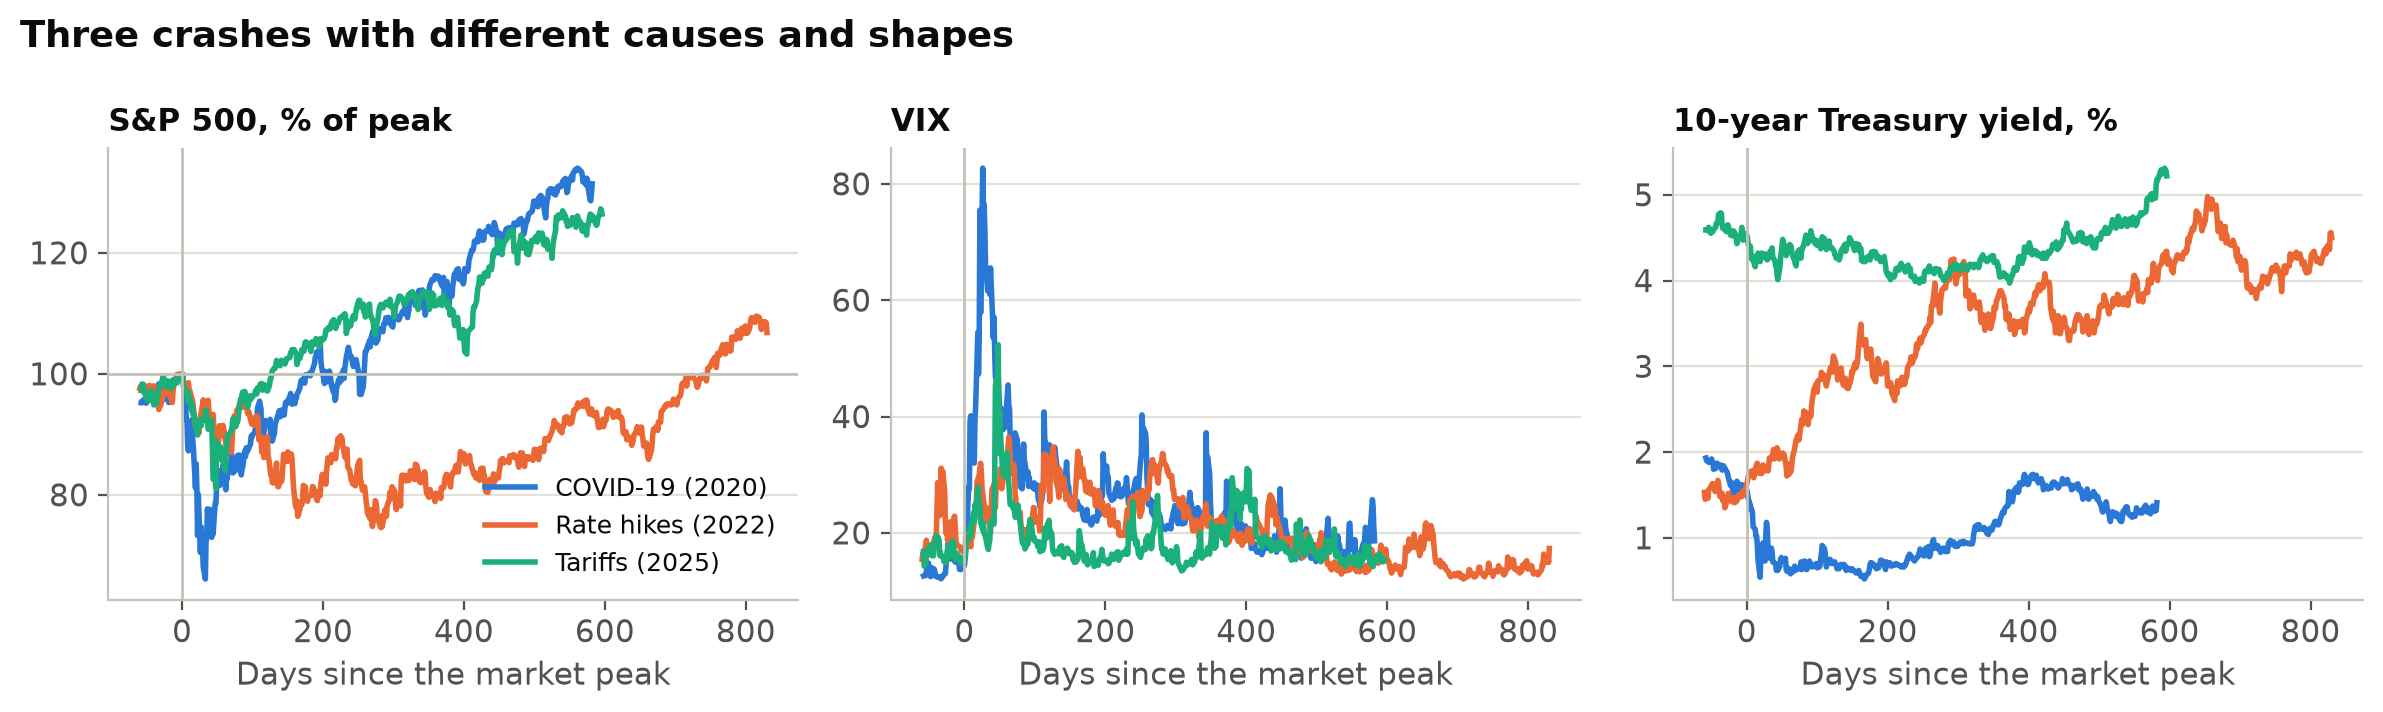 Three crashes with different causes and shapes
S&P 500, % of peak
120
100
80
0 200 400 600 800
Days since the market peak
COVID-19 (2020)
Rate hikes (2022)
Tariffs (2025)
VIX
80
60
40
20
0 200 400 600 800
Days since the market peak
10-year Treasury yield, %
5
4
3
2
1
0 200 400 600 800
Days since the market peak